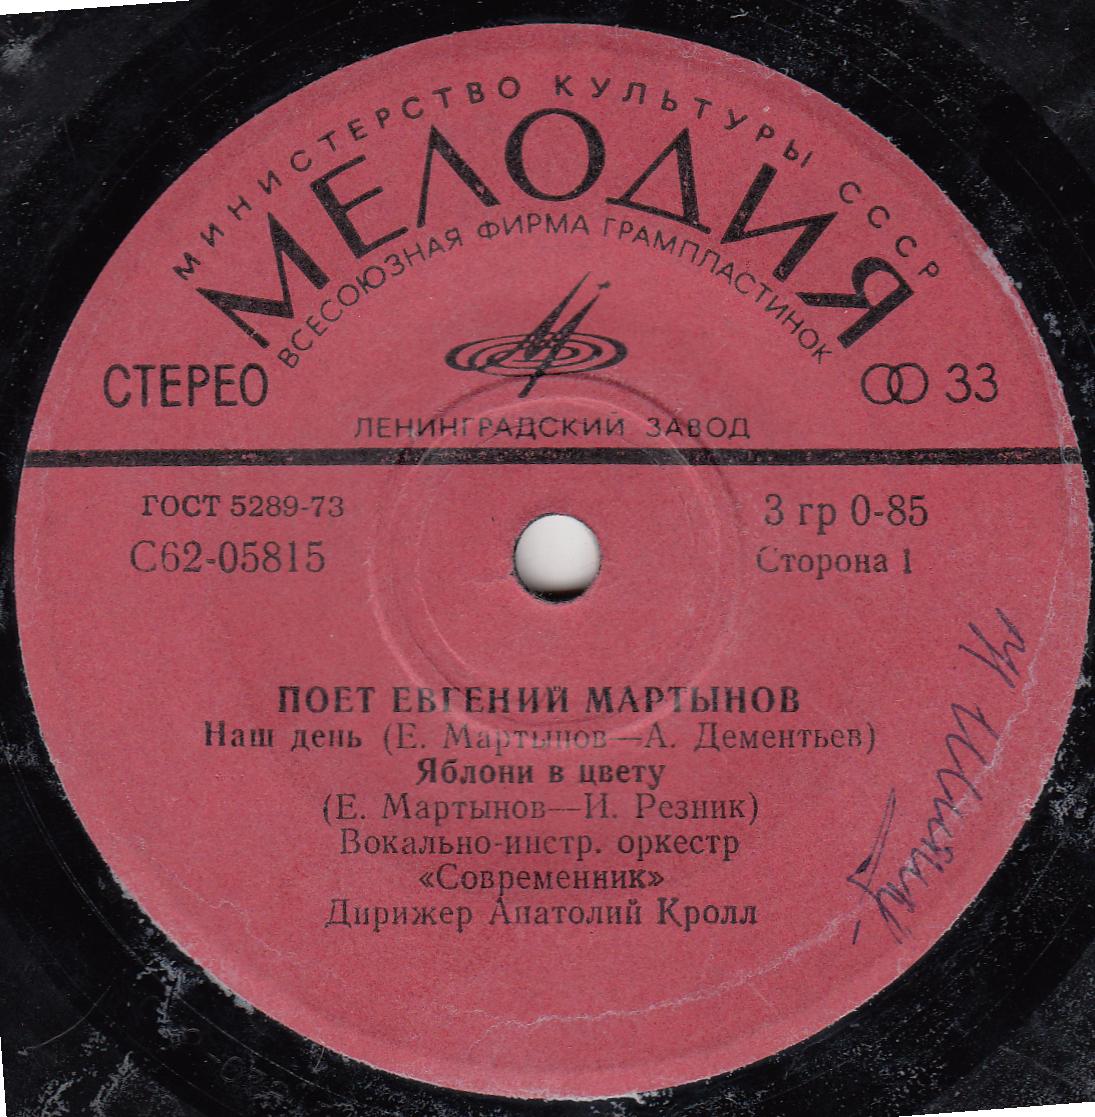 МИНИСТЕРСТВО КУЛЬТУРЫ СССР
МЕЛОДИЯ
ВСЕСОЮЗНАЯ ФИРМА ГРАМПЛАСТИНОК
СТЕРЕО
33
ЛЕНИНГРАДСКИЙ ЗАВОД
ГОСТ 5289-73
3 гр 0-85
С62-05815
Сторона 1
ПОЕТ ЕВГЕНИЙ МАРТЫНОВ
Наш день (Е. Мартынов—А. Дементьев)
Яблони в цвету
(Е. Мартынов—И. Резник)
Вокально-инстр. оркестр
«Современник»
Дирижер Анатолий Кролл